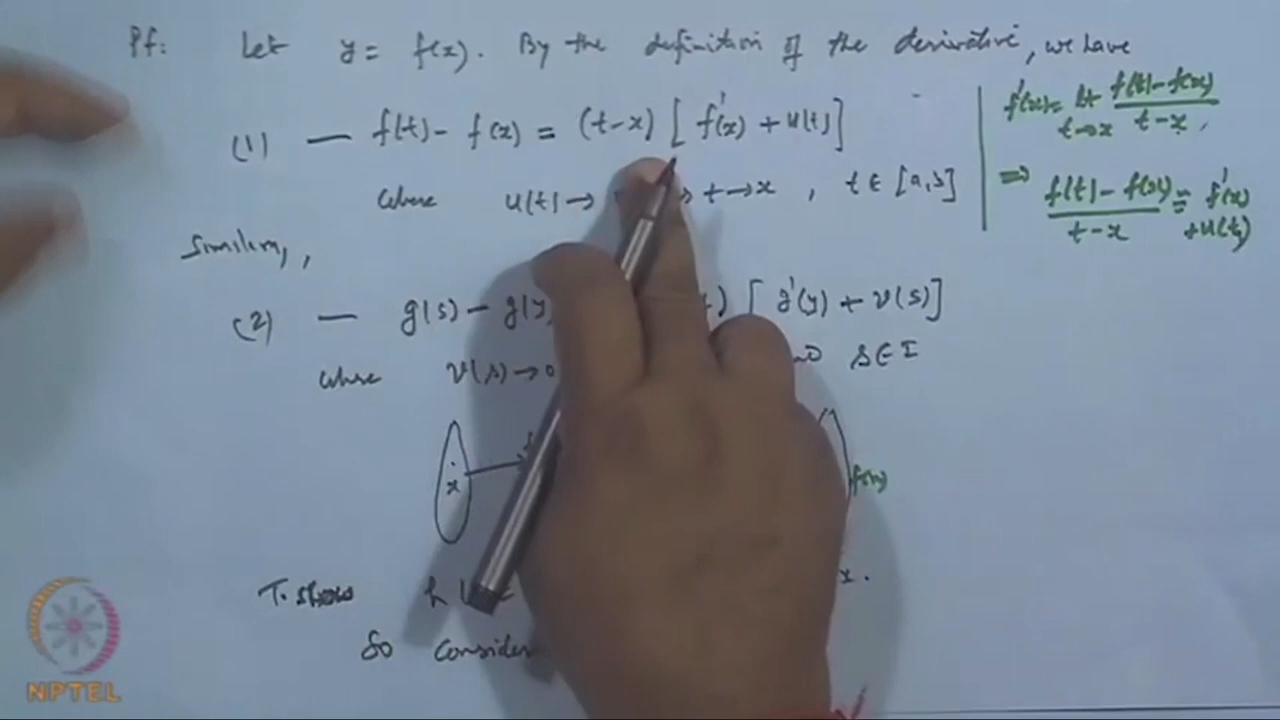 Pf: Let y = f(x). By the definition of the derivative, we have
(1) — f(t) - f(x) = (t-x) [f'(x) + u(t)]
where u(t) → t→x , t ∈ [a,b]
Similarly,
(2) — g(s) - g(y) [g'(y) + v(s)]
where v(s) → 0 s ∈ I
x f(x)
To show h x.
So consider
f'(x) = lt t→x f(t) - f(x) / t-x
⇒ f(t) - f(x) / t-x = f'(x) + u(t)
NPTEL